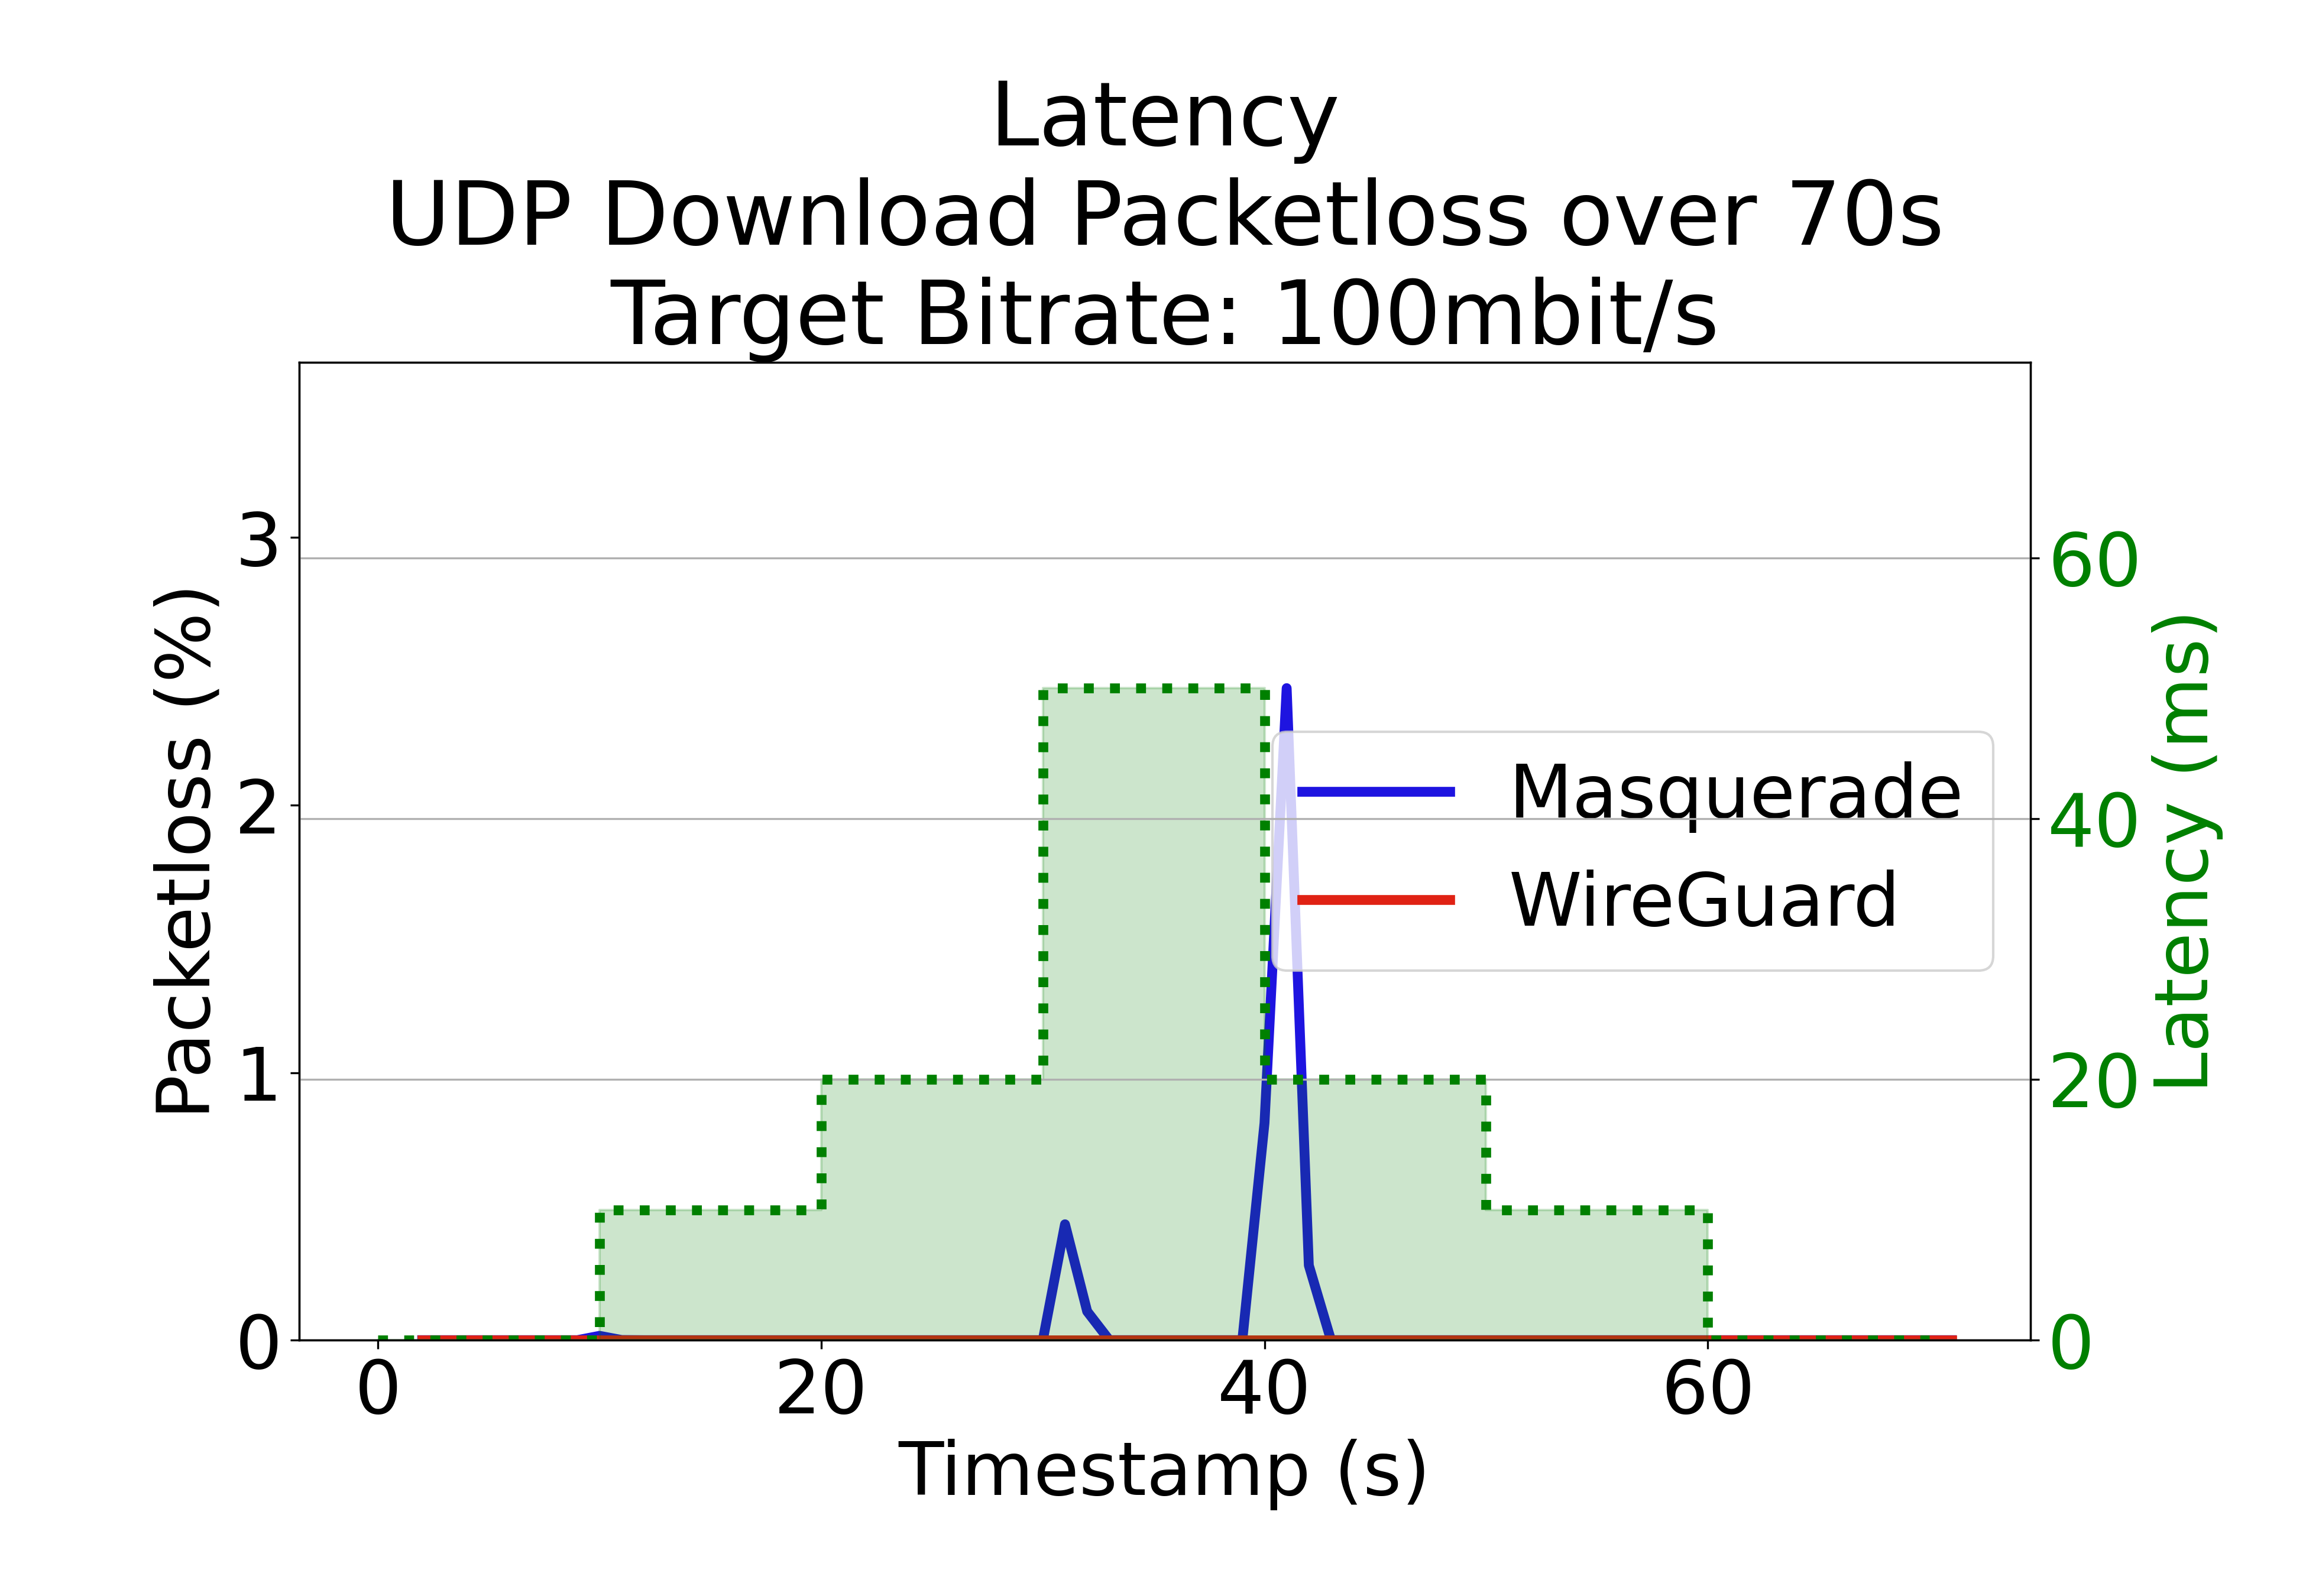 Latency
UDP Download Packetloss over 70s
Target Bitrate: 100mbit/s
3
2
1
0
Packetloss (%)
60
40
20
0
Latency (ms)
Masquerade
WireGuard
0
20
40
60
Timestamp (s)